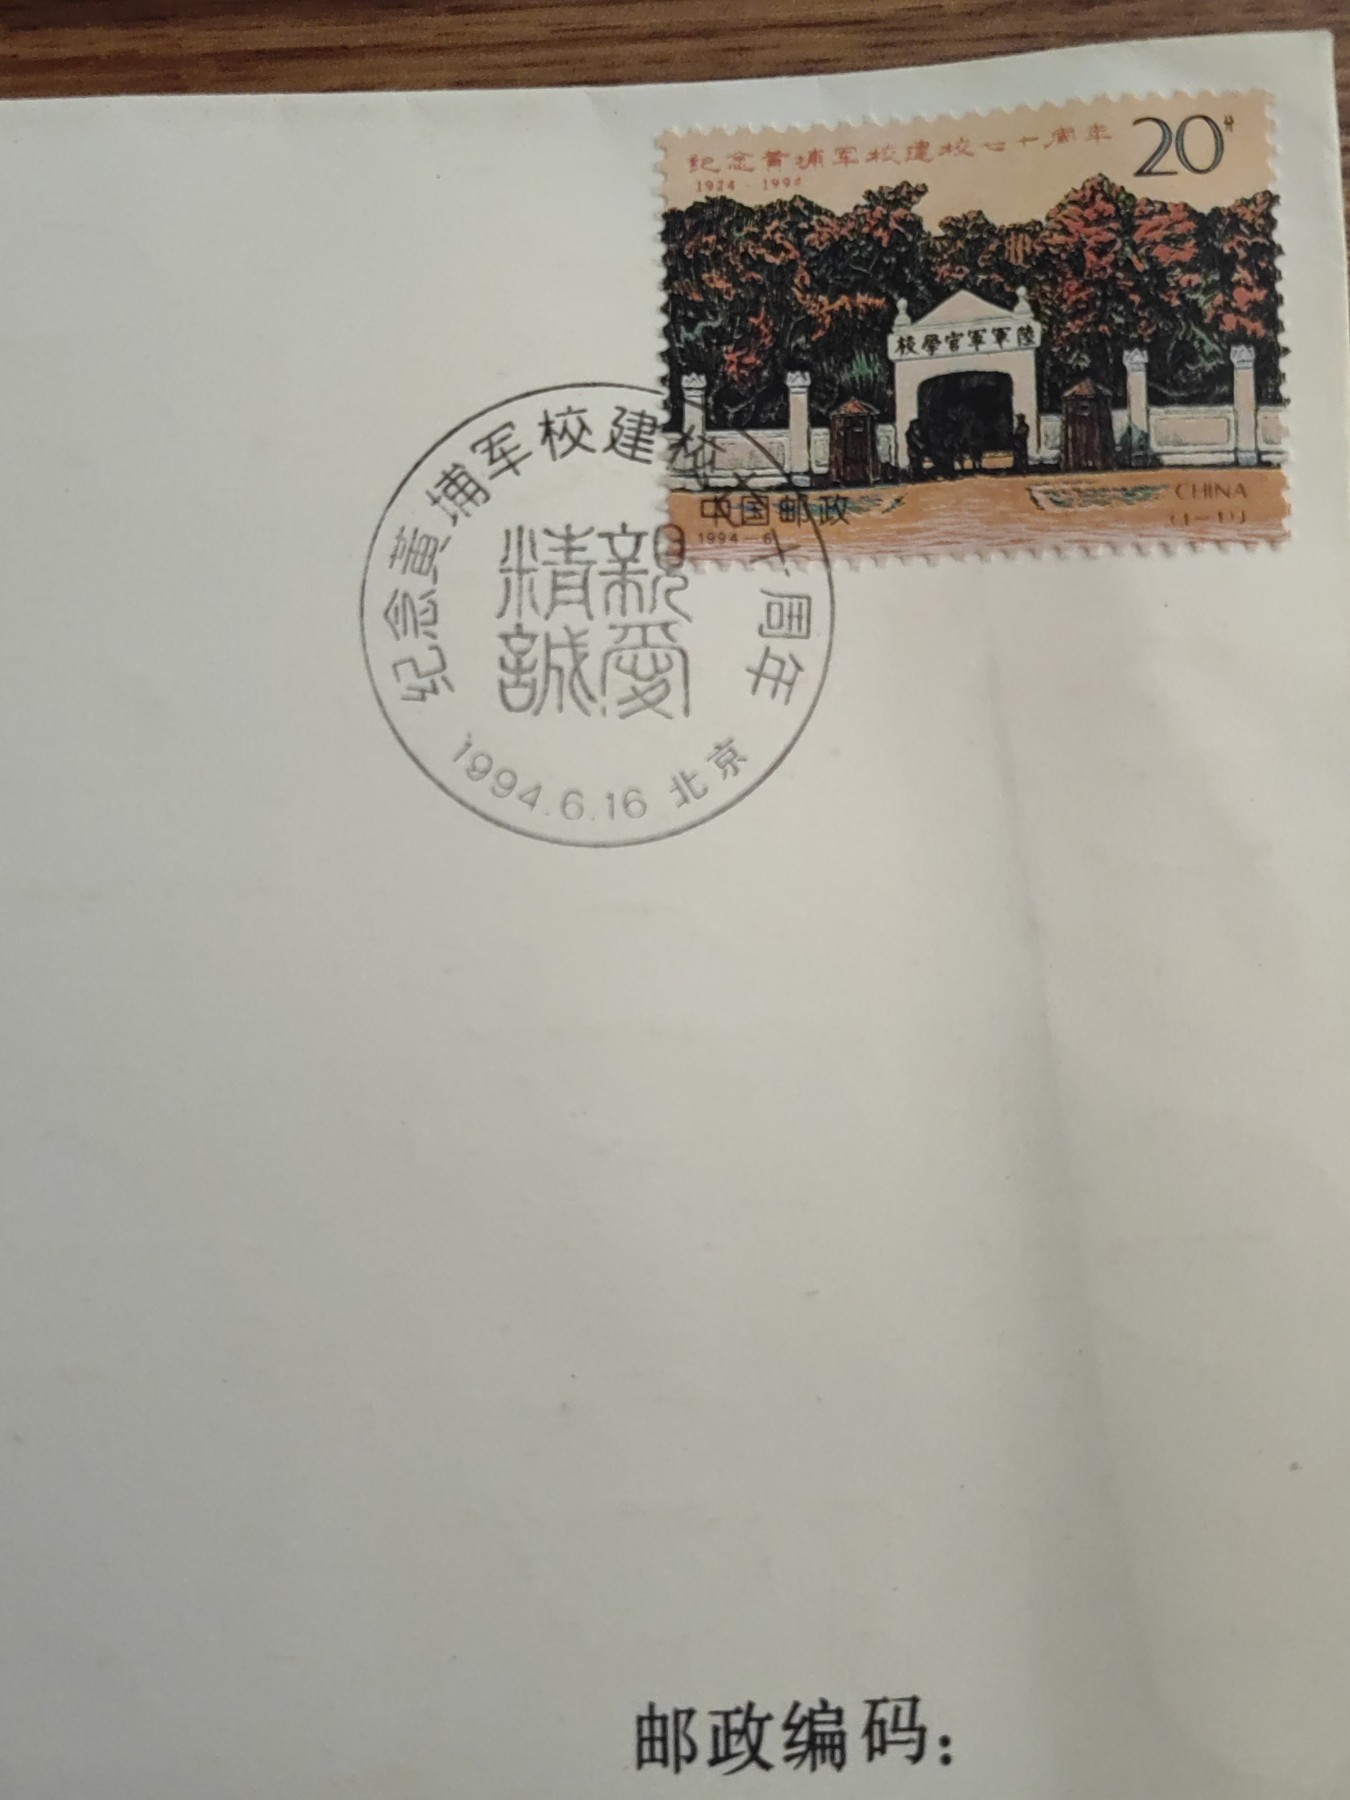 纪念黄埔军校建校七十周年
20分
1924-1994
校學官軍軍陸
CHINA
中国邮政
1994-6
(1-1)J
纪念黄埔军校建校七十周年
親愛
精誠
1994.6.16 北京
邮政编码：